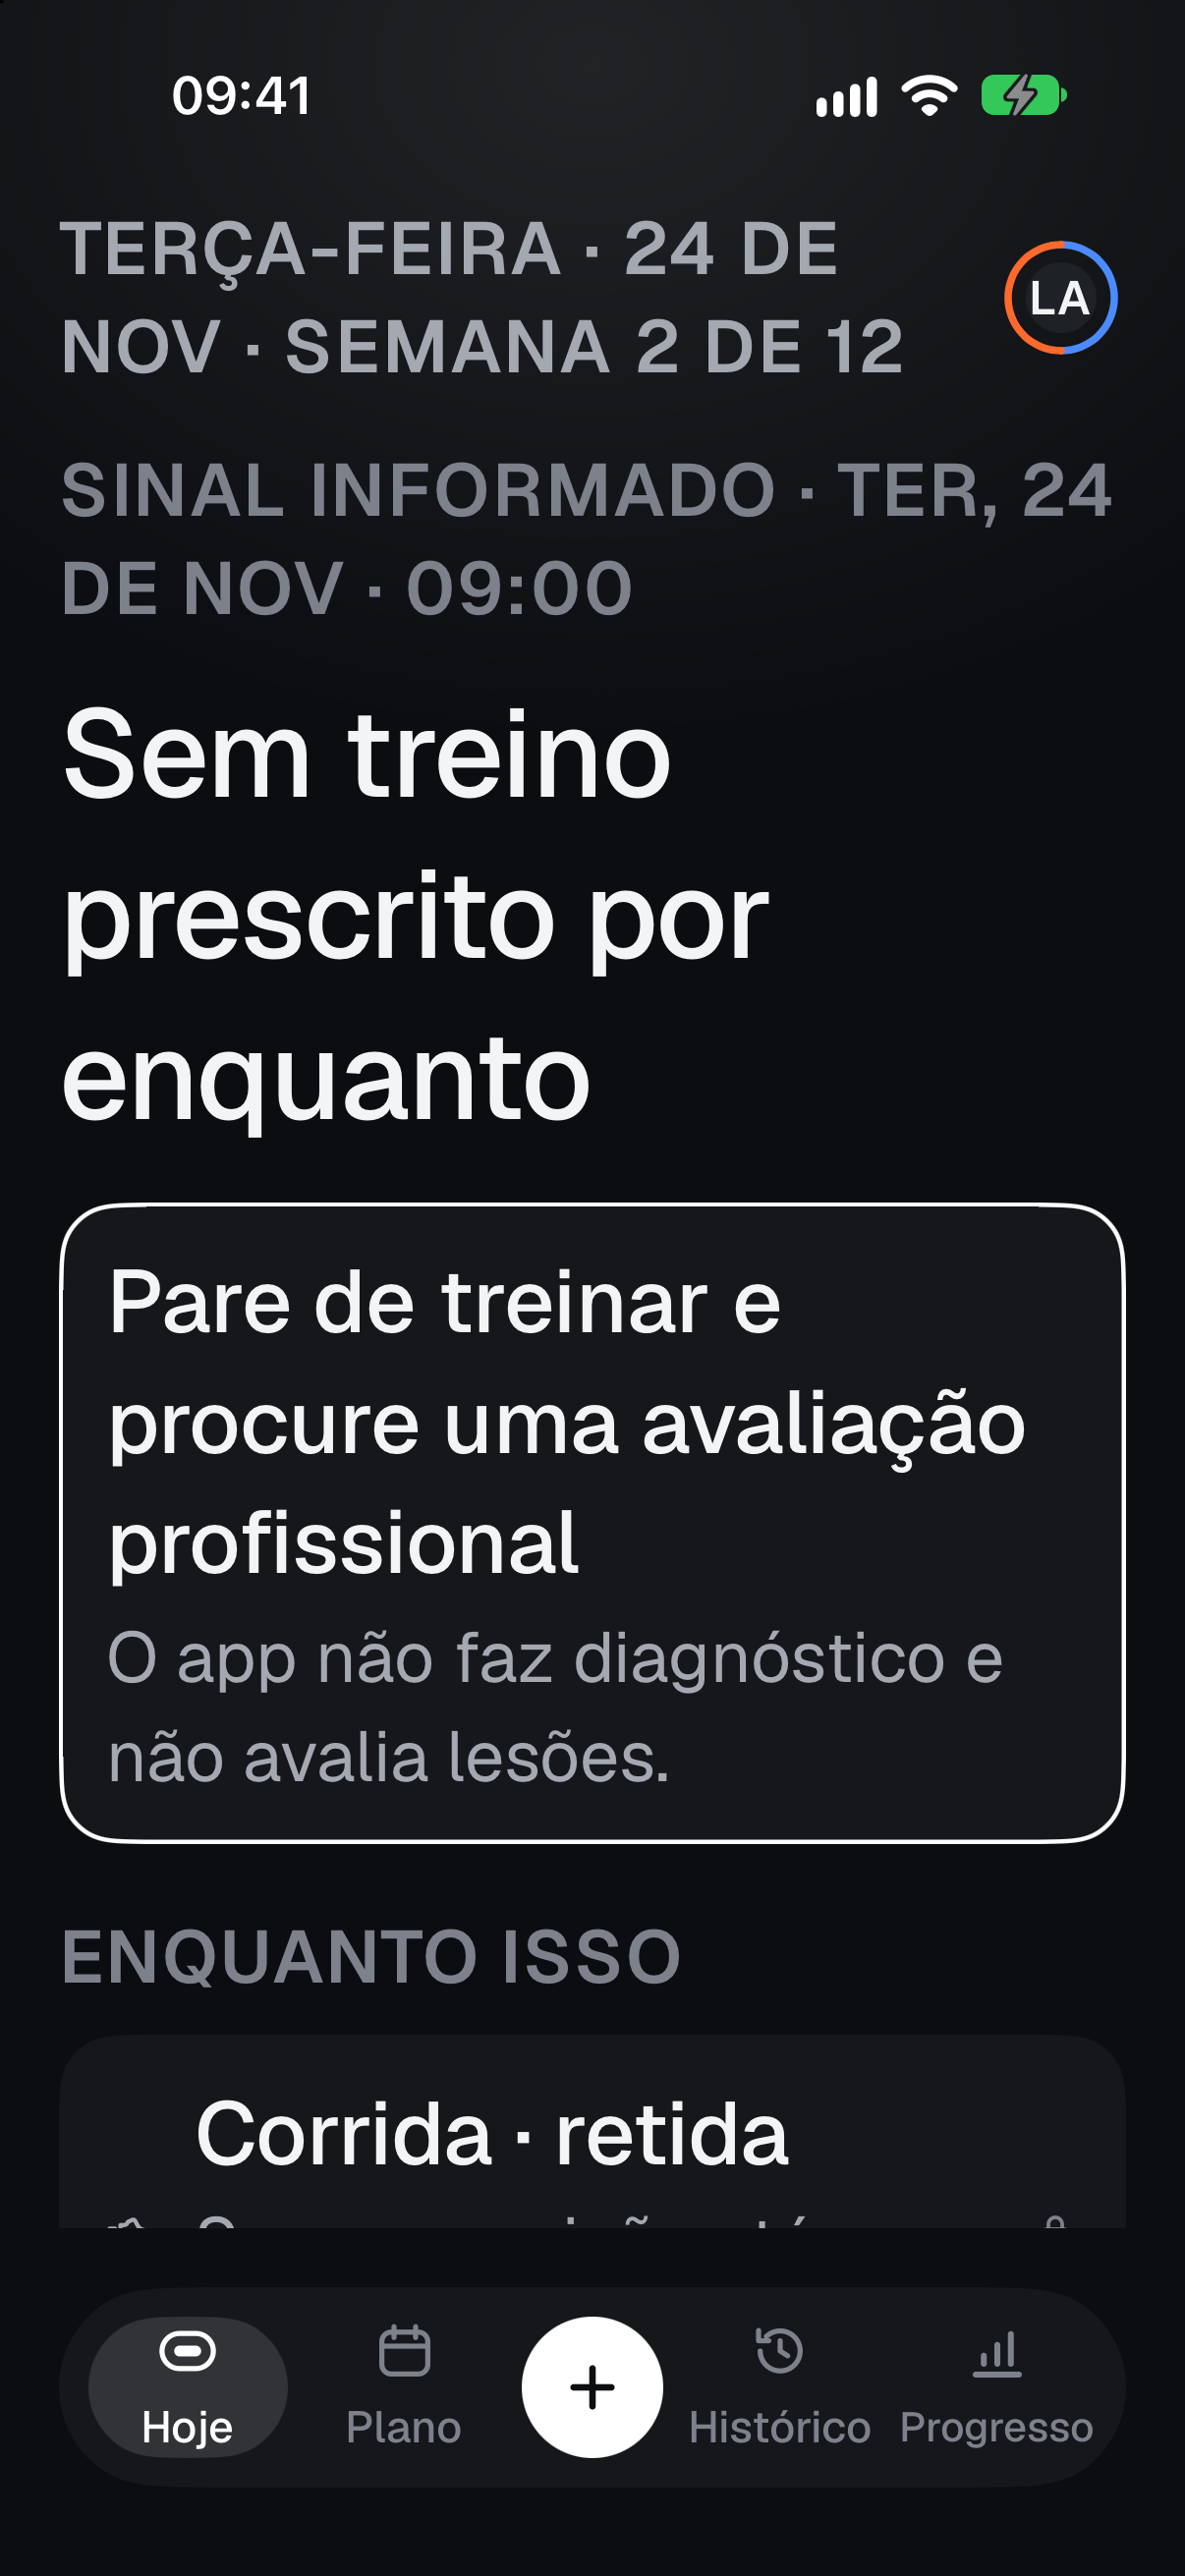 09:41
TERÇA-FEIRA · 24 DE
NOV · SEMANA 2 DE 12
LA
SINAL INFORMADO · TER, 24
DE NOV · 09:00
Sem treino
prescrito por
enquanto
Pare de treinar e
procure uma avaliação
profissional
O app não faz diagnóstico e
não avalia lesões.
ENQUANTO ISSO
Corrida · retida
Hoje
Plano
Histórico
Progresso